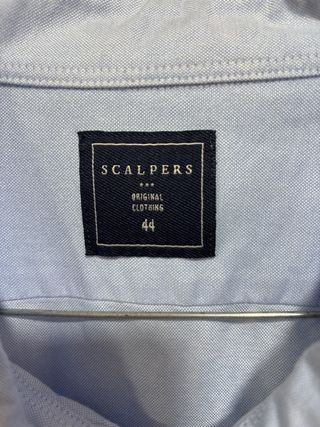 SCALPERS
***
ORIGINAL
CLOTHING
44